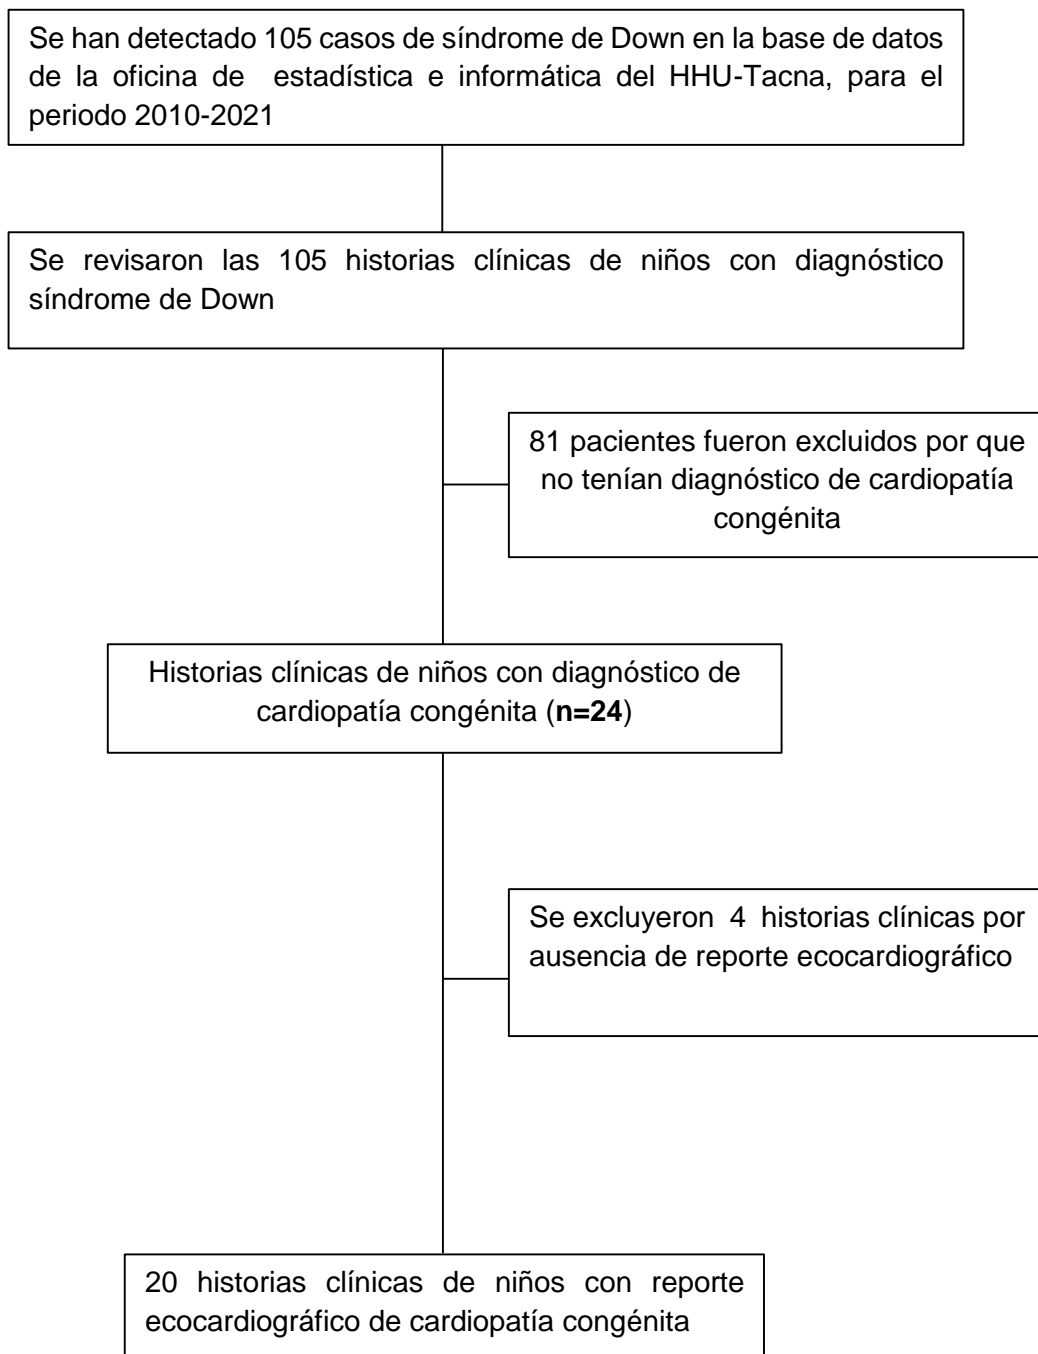 Se han detectado 105 casos de síndrome de Down en la base de datos
de la oficina de estadística e informática del HHU-Tacna, para el
periodo 2010-2021
Se revisaron las 105 historias clínicas de niños con diagnóstico
síndrome de Down
81 pacientes fueron excluidos por que
no tenían diagnóstico de cardiopatía
congénita
Historias clínicas de niños con diagnóstico de
cardiopatía congénita (n=24)
Se excluyeron 4 historias clínicas por
ausencia de reporte ecocardiográfico
20 historias clínicas de niños con reporte
ecocardiográfico de cardiopatía congénita